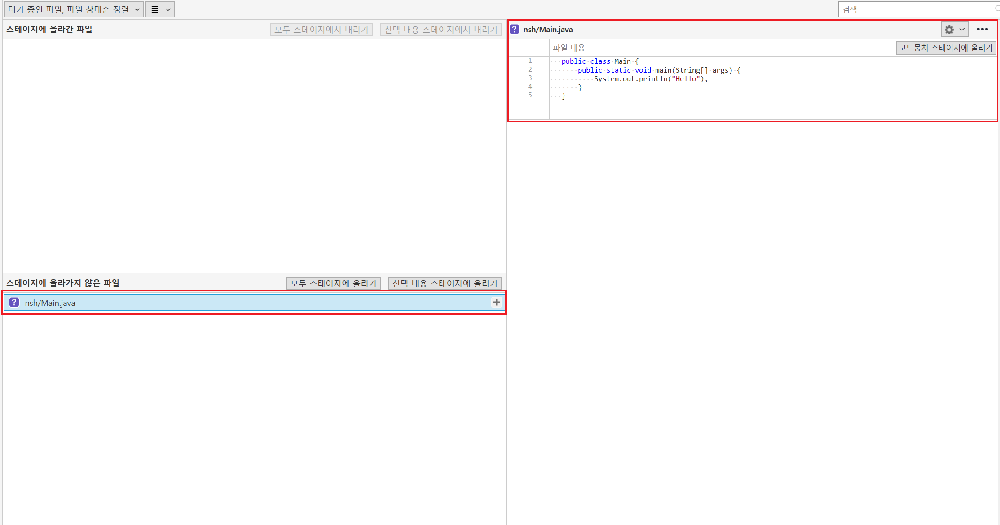 대기 중인 파일, 파일 상태순 정렬
검색
스테이지에 올라간 파일
모두 스테이지에서 내리기
선택 내용 스테이지에서 내리기
스테이지에 올라가지 않은 파일
모두 스테이지에 올리기
선택 내용 스테이지에 올리기
? nsh/Main.java
? nsh/Main.java
파일 내용
코드뭉치 스테이지에 올리기
1 public class Main {
2 public static void main(String[] args) {
3 System.out.println("Hello");
4 }
5 }